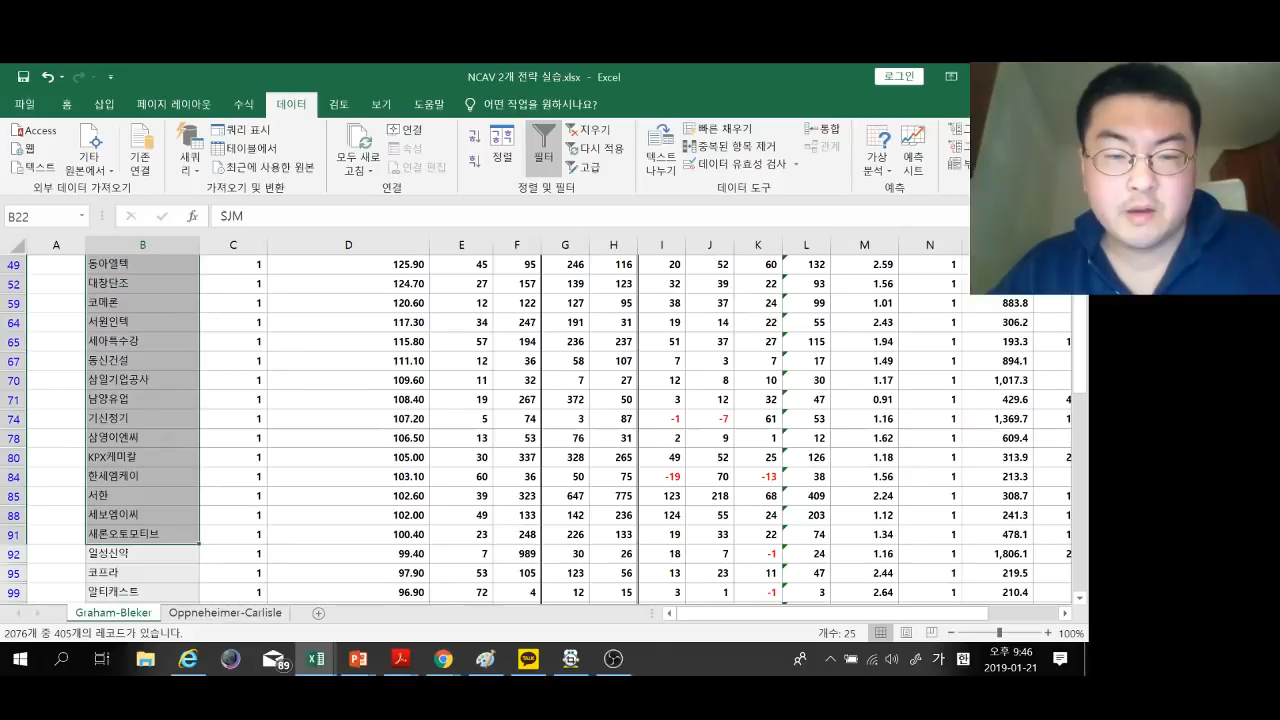 NCAV 2개 전략 실습.xlsx - Excel
로그인
파일 홈 삽입 페이지 레이아웃 수식 데이터 검토 보기 도움말 어떤 작업을 원하시나요?
Access
웹
텍스트
기타 원본에서
기존 연결
외부 데이터 가져오기
새 쿼리
쿼리 표시
테이블에서
최근에 사용한 원본
가져오기 및 변환
모두 새로 고침
연결
속성
연결 편집
연결
정렬
필터
지우기
다시 적용
고급
정렬 및 필터
텍스트 나누기
빠른 채우기
중복된 항목 제거
데이터 유효성 검사
통합
관계
데이터 도구
가상 분석
예측 시트
예측
B22 fx SJM
A B C D E F G H I J K L M N
49 동아엘텍 1 125.90 45 95 246 116 20 52 60 132 2.59 1
52 대창단조 1 124.70 27 157 139 123 32 39 22 93 1.56 1
59 코메론 1 120.60 12 122 107 95 38 37 24 99 1.01 1 883.8
64 서원인텍 1 117.30 34 247 191 31 19 14 22 55 2.43 1 306.2
65 세아특수강 1 115.80 57 194 236 237 51 37 27 115 1.94 1 193.3 1
67 동신건설 1 111.10 12 36 58 107 7 3 7 17 1.49 1 894.1
70 삼일기업공사 1 109.60 11 32 7 27 12 8 10 30 1.17 1 1,017.3
71 남양유업 1 108.40 19 267 372 50 3 12 32 47 0.91 1 429.6 4
74 기신정기 1 107.20 5 74 3 87 -1 -7 61 53 1.16 1 1,369.7 1
78 삼영이엔씨 1 106.50 13 53 76 31 2 9 1 12 1.62 1 609.4
80 KPX케미칼 1 105.00 30 337 328 265 49 52 25 126 1.18 1 313.9 2
84 한세엠케이 1 103.10 60 36 50 75 -19 70 -13 38 1.56 1 213.3
85 서한 1 102.60 39 323 647 775 123 218 68 409 2.24 1 308.7 1
88 세보엠이씨 1 102.00 49 133 142 236 124 55 24 203 1.12 1 241.3 1
91 새론오토모티브 1 100.40 23 248 226 133 19 33 22 74 1.34 1 478.1 1
92 일성신약 1 99.40 7 989 30 26 18 7 -1 24 1.16 1 1,806.1 2
95 코프라 1 97.90 53 105 123 56 13 23 11 47 2.44 1 219.5
99 알티캐스트 1 96.90 72 4 12 15 3 1 -1 3 2.64 1 210.4
Graham-Bleker Oppneheimer-Carlisle
2076개 중 405개의 레코드가 있습니다. 개수: 25 100%
89 TALK 가 한 오후 9:46
2019-01-21